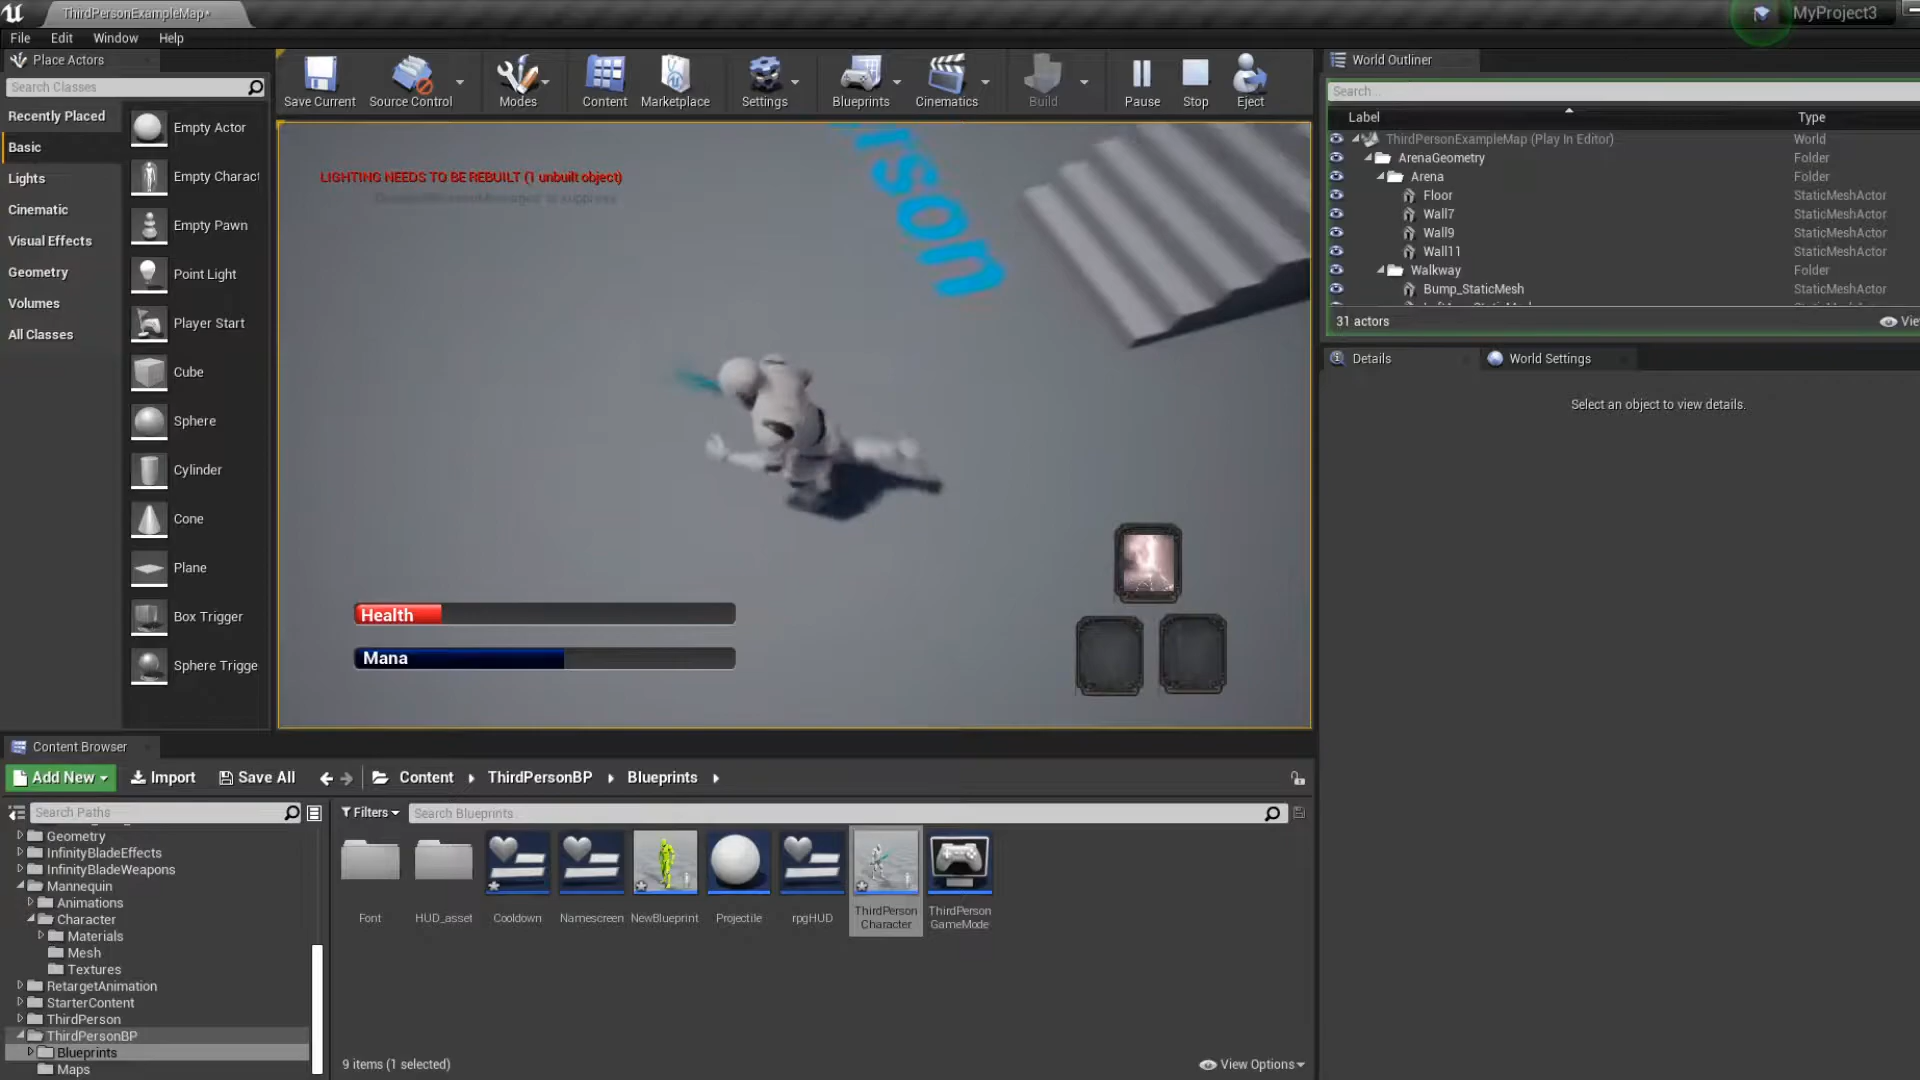 ThirdPersonExampleMap*
MyProject3
File Edit Window Help
Place Actors
Search Classes
Recently Placed
Basic
Lights
Cinematic
Visual Effects
Geometry
Volumes
All Classes
Empty Actor
Empty Charact
Empty Pawn
Point Light
Player Start
Cube
Sphere
Cylinder
Cone
Plane
Box Trigger
Sphere Trigge
Save Current Source Control Modes Content Marketplace Settings Blueprints Cinematics Build Pause Stop Eject
LIGHTING NEEDS TO BE REBUILT (1 unbuilt object)
rson
Health
Mana
World Outliner
Search...
Label Type
ThirdPersonExampleMap (Play In Editor) World
ArenaGeometry Folder
Arena Folder
Floor StaticMeshActor
Wall7 StaticMeshActor
Wall9 StaticMeshActor
Wall11 StaticMeshActor
Walkway Folder
Bump_StaticMesh StaticMeshActor
31 actors Vie
Details World Settings
Select an object to view details.
Content Browser
Add New Import Save All Content ThirdPersonBP Blueprints
Search Paths
Filters Search Blueprints
Geometry
InfinityBladeEffects
InfinityBladeWeapons
Mannequin
Animations
Character
Materials
Mesh
Textures
RetargetAnimation
StarterContent
ThirdPerson
ThirdPersonBP
Blueprints
Maps
Font HUD_asset Cooldown Namescreen NewBlueprint Projectile rpgHUD ThirdPerson Character ThirdPerson GameMode
9 items (1 selected) View Options